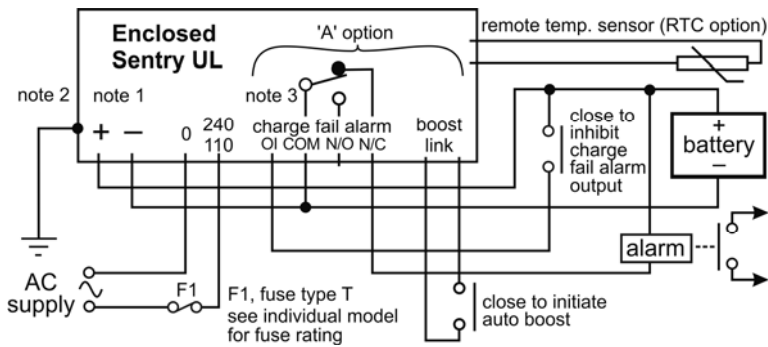 Enclosed
Sentry UL
'A' option
remote temp. sensor (RTC option)
note 2
note 1
note 3
+
−
0
240
110
charge fail alarm
OI COM N/O N/C
boost
link
close to
inhibit
charge
fail alarm
output
+
battery
−
alarm
AC
supply
F1
F1, fuse type T
see individual model
for fuse rating
close to initiate
auto boost